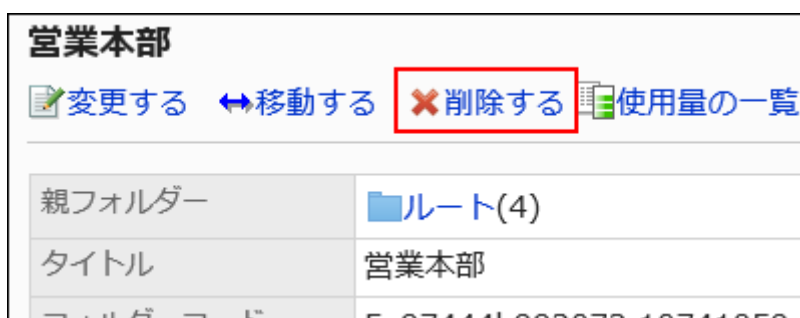 営業本部
変更する 移動する 削除する 使用量の一覧
親フォルダー ルート(4)
タイトル 営業本部